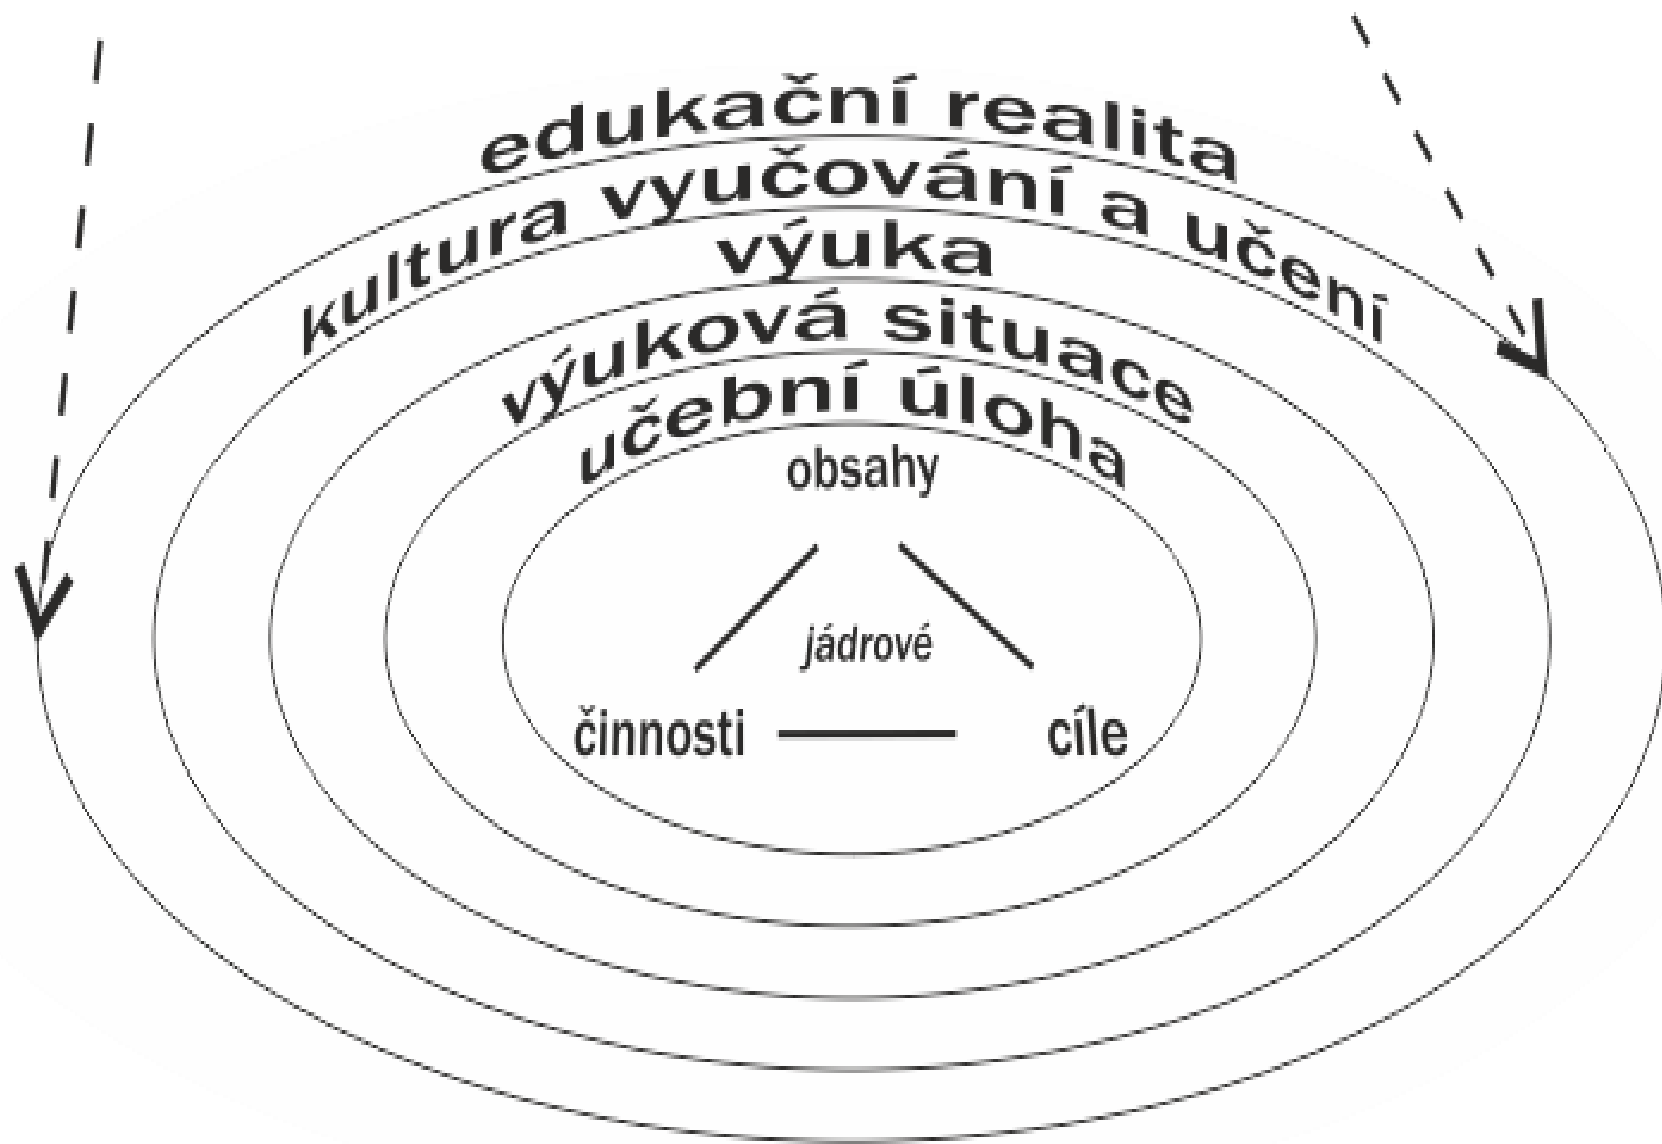 edukační realita
kultura vyučování a učení
výuka
výuková situace
učební úloha
obsahy
jádrové
činnosti
cíle